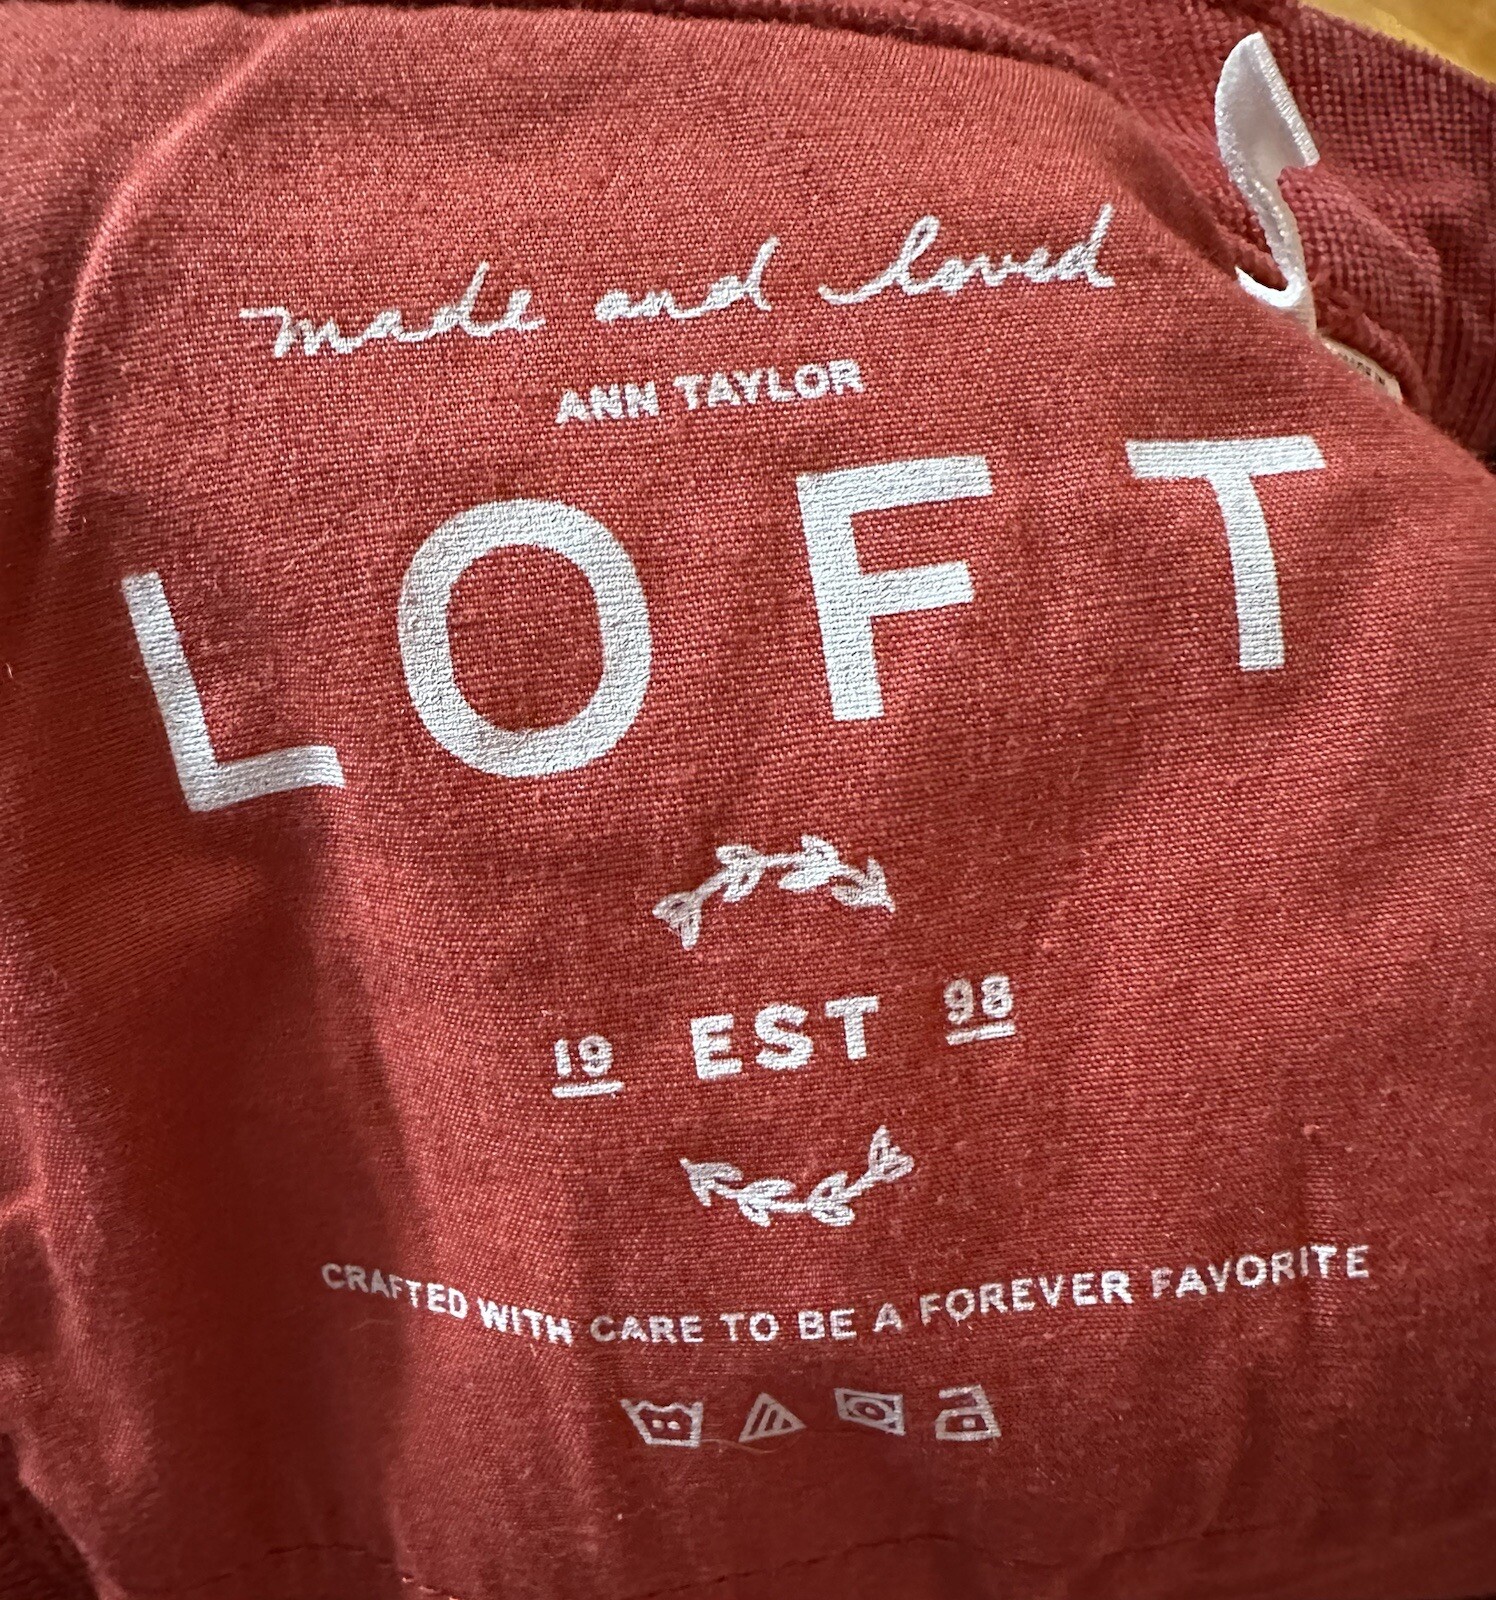 made and loved
ANN TAYLOR
LOFT
19 EST 98
CRAFTED WITH CARE TO BE A FOREVER FAVORITE